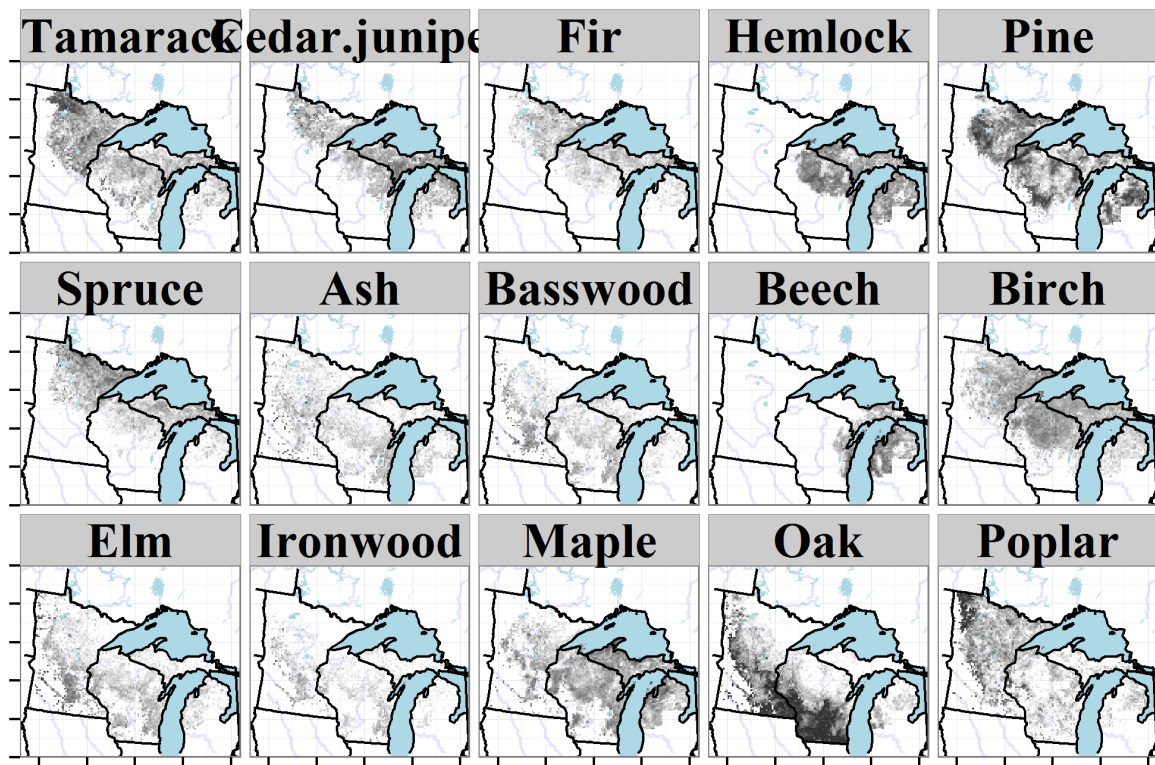 Tamarack Cedar.junipe Fir Hemlock Pine
Spruce Ash Basswood Beech Birch
Elm Ironwood Maple Oak Poplar